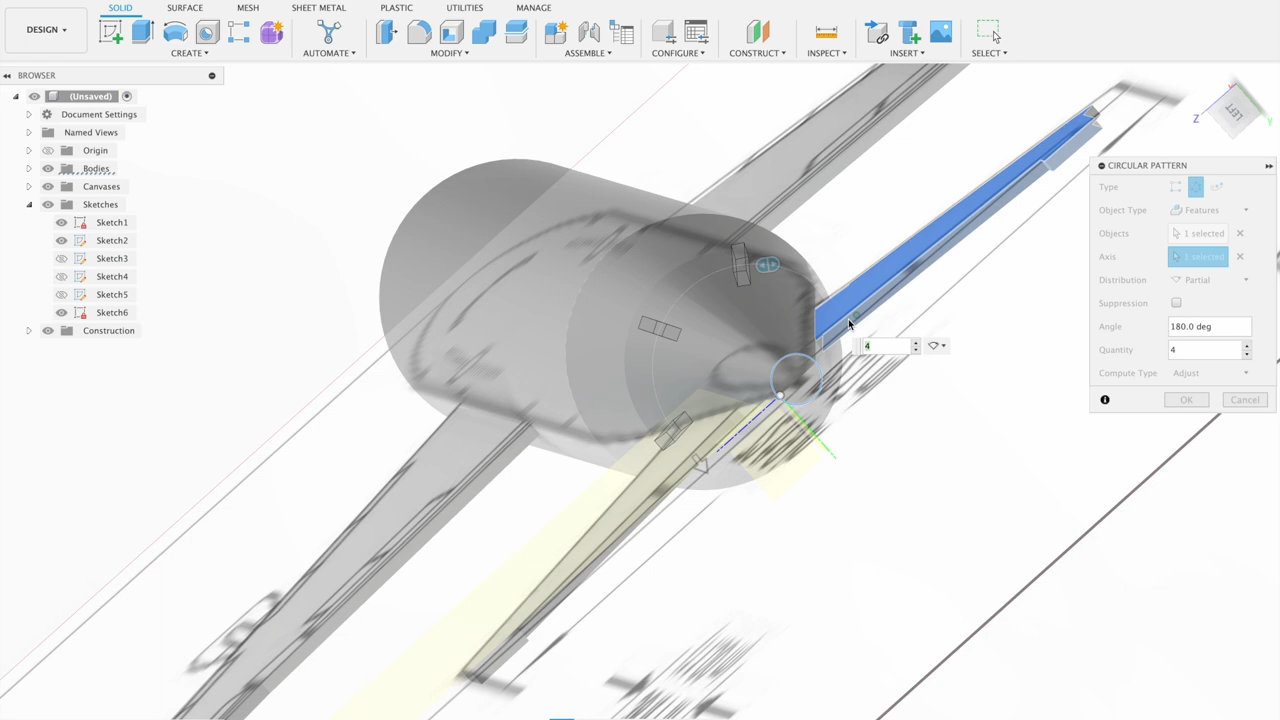 SOLID SURFACE MESH SHEET METAL PLASTIC UTILITIES MANAGE
DESIGN
CREATE AUTOMATE MODIFY ASSEMBLE CONFIGURE CONSTRUCT INSPECT INSERT SELECT
BROWSER
(Unsaved)
Document Settings
Named Views
Origin
Bodies
Canvases
Sketches
Sketch1
Sketch2
Sketch3
Sketch4
Sketch5
Sketch6
Construction
Z
LEFT
Y
4
CIRCULAR PATTERN
Type
Object Type Features
Objects 1 selected
Axis 1 selected
Distribution Partial
Suppression
Angle 180.0 deg
Quantity 4
Compute Type Adjust
OK Cancel